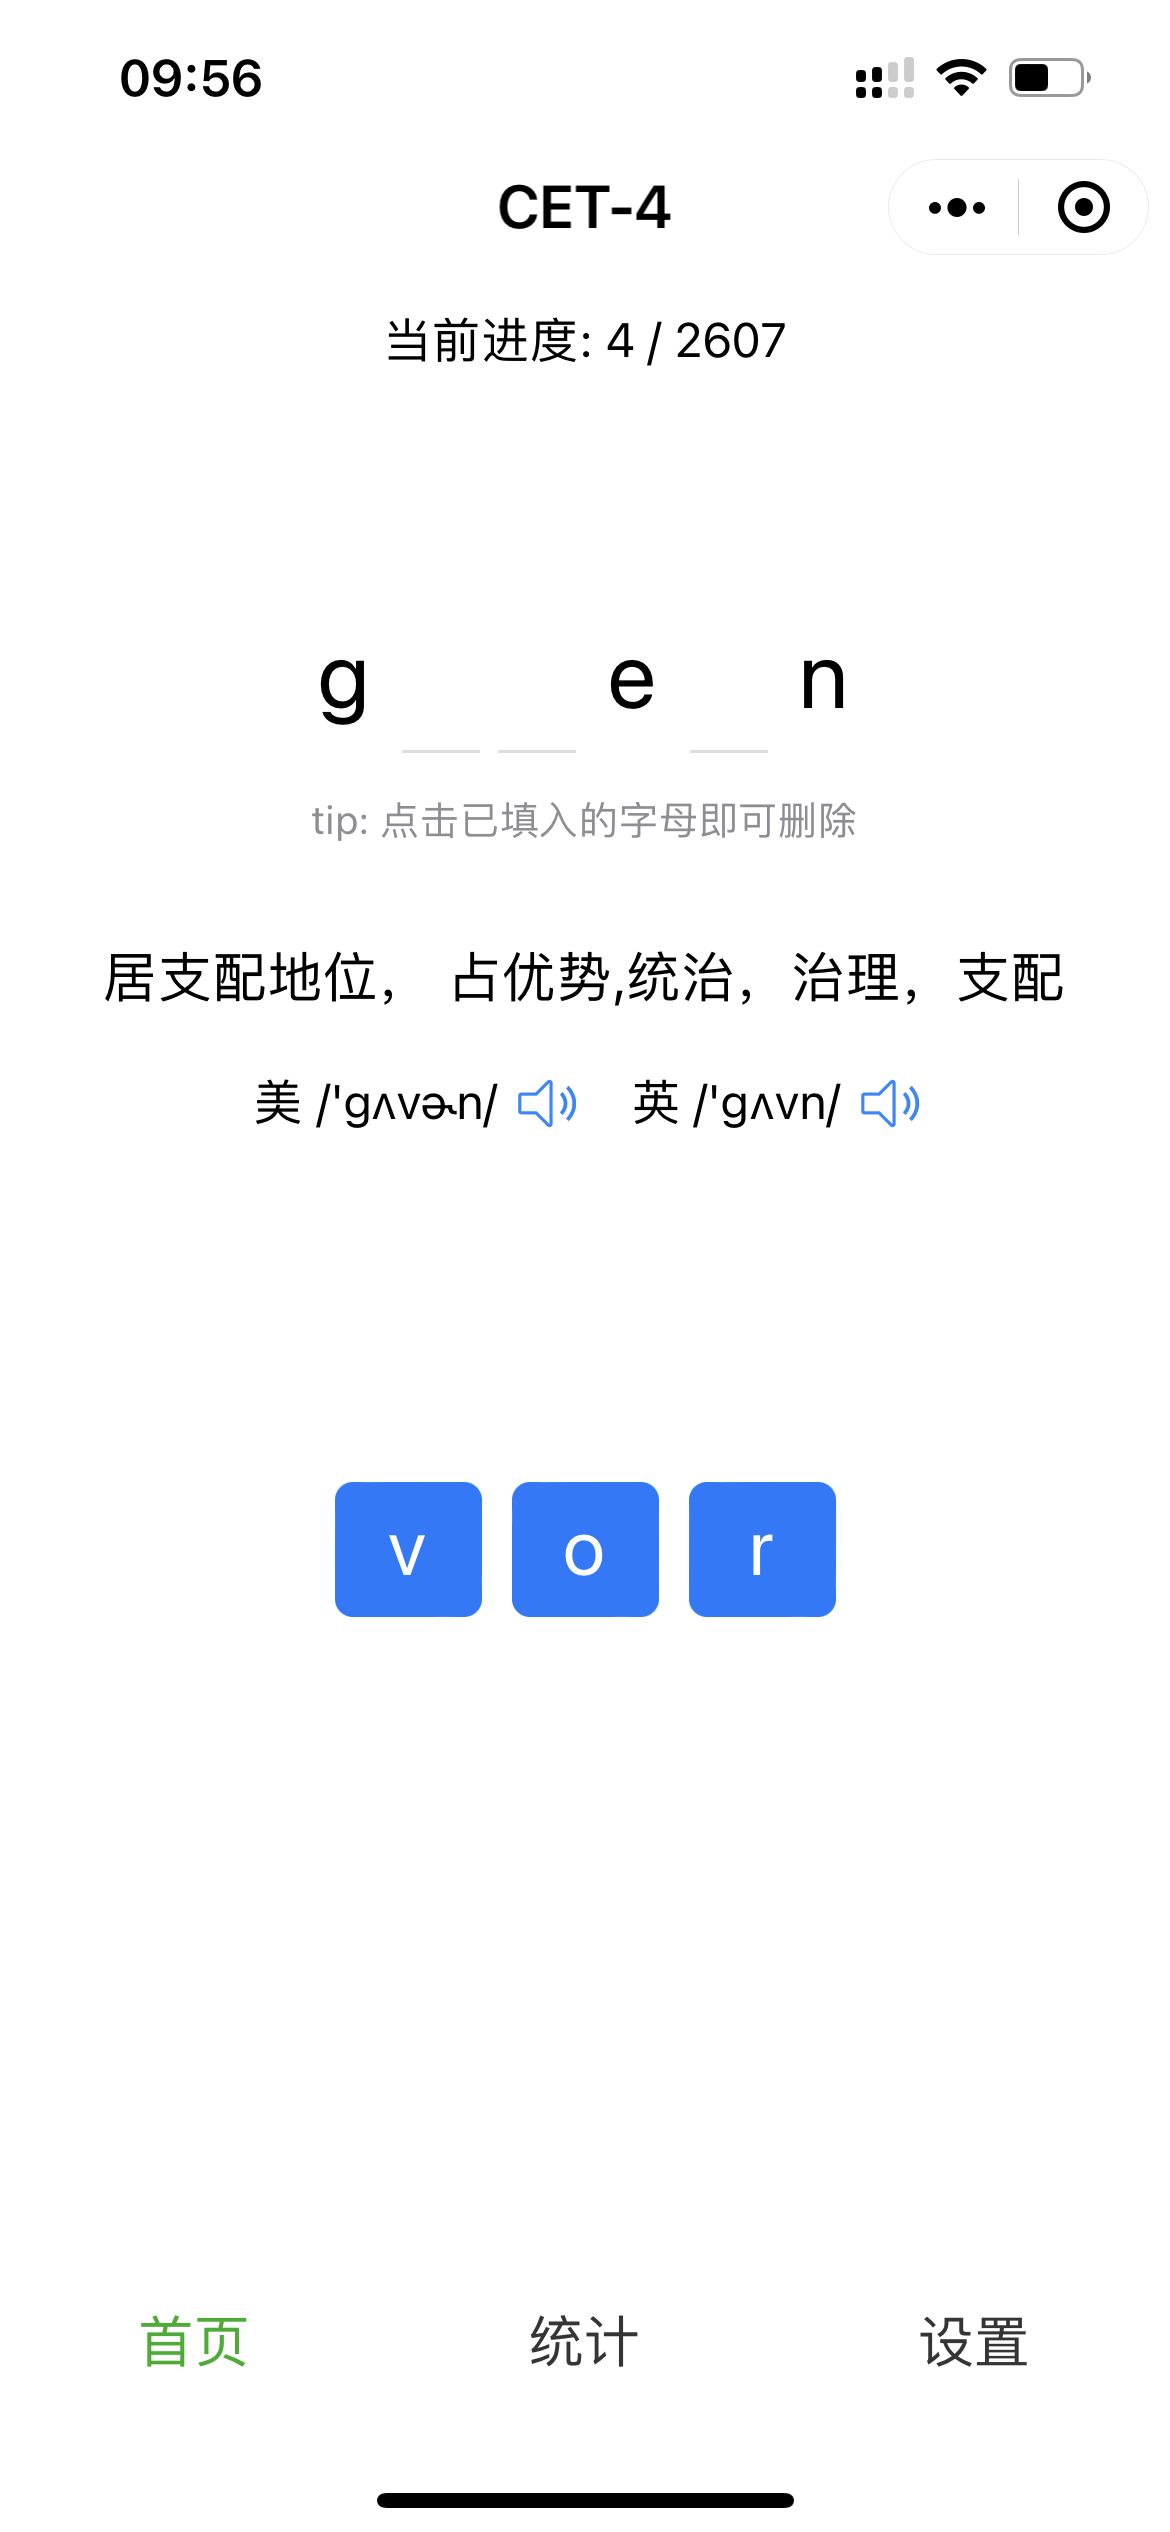 09:56
CET-4
当前进度: 4 / 2607
g e n
tip: 点击已填入的字母即可删除
居支配地位， 占优势,统治，治理，支配
美 /'gʌvɚn/ 英 /'gʌvn/
v o r
首页 统计 设置